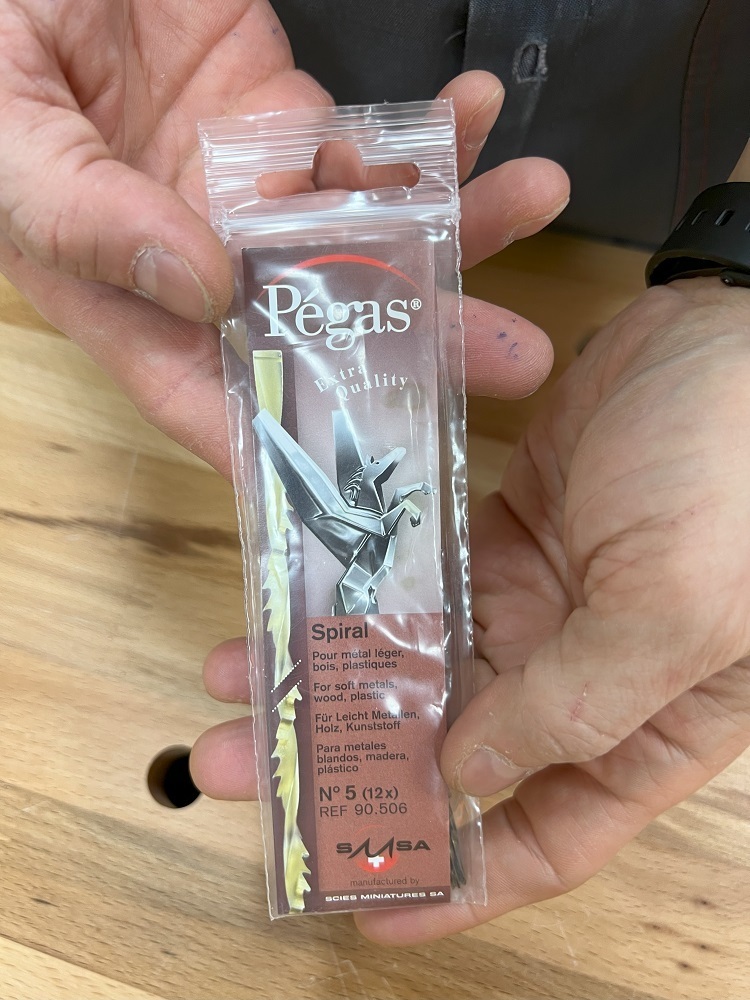 Pégas®
Extra
Quality
Spiral
Pour métal léger,
bois, plastiques
For soft metals,
wood, plastic
Für Leicht Metallen,
Holz, Kunststoff
Para metales
blandos, madera,
plástico
Nº 5 (12x)
REF 90.506
SMSA
manufactured by
SCIES MINIATURES SA